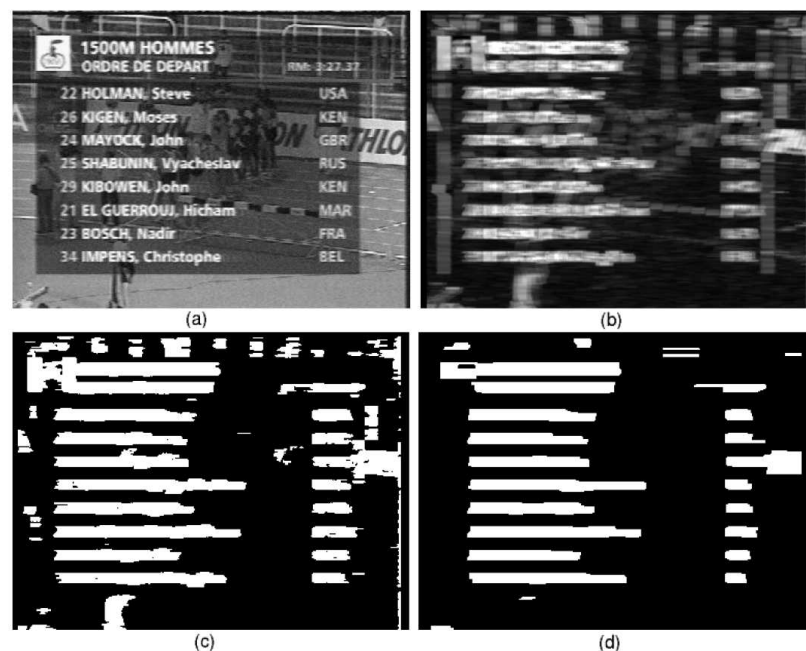 1500M HOMMES
ORDRE DE DEPART RM: 3:27.37
22 HOLMAN, Steve USA
26 KIGEN, Moses KEN
24 MAYOCK, John GBR
25 SHABUNIN, Vyacheslav RUS
29 KIBOWEN, John KEN
21 EL GUERROUJ, Hicham MAR
23 BOSCH, Nadir FRA
34 IMPENS, Christophe BEL
(a) (b)
(c) (d)